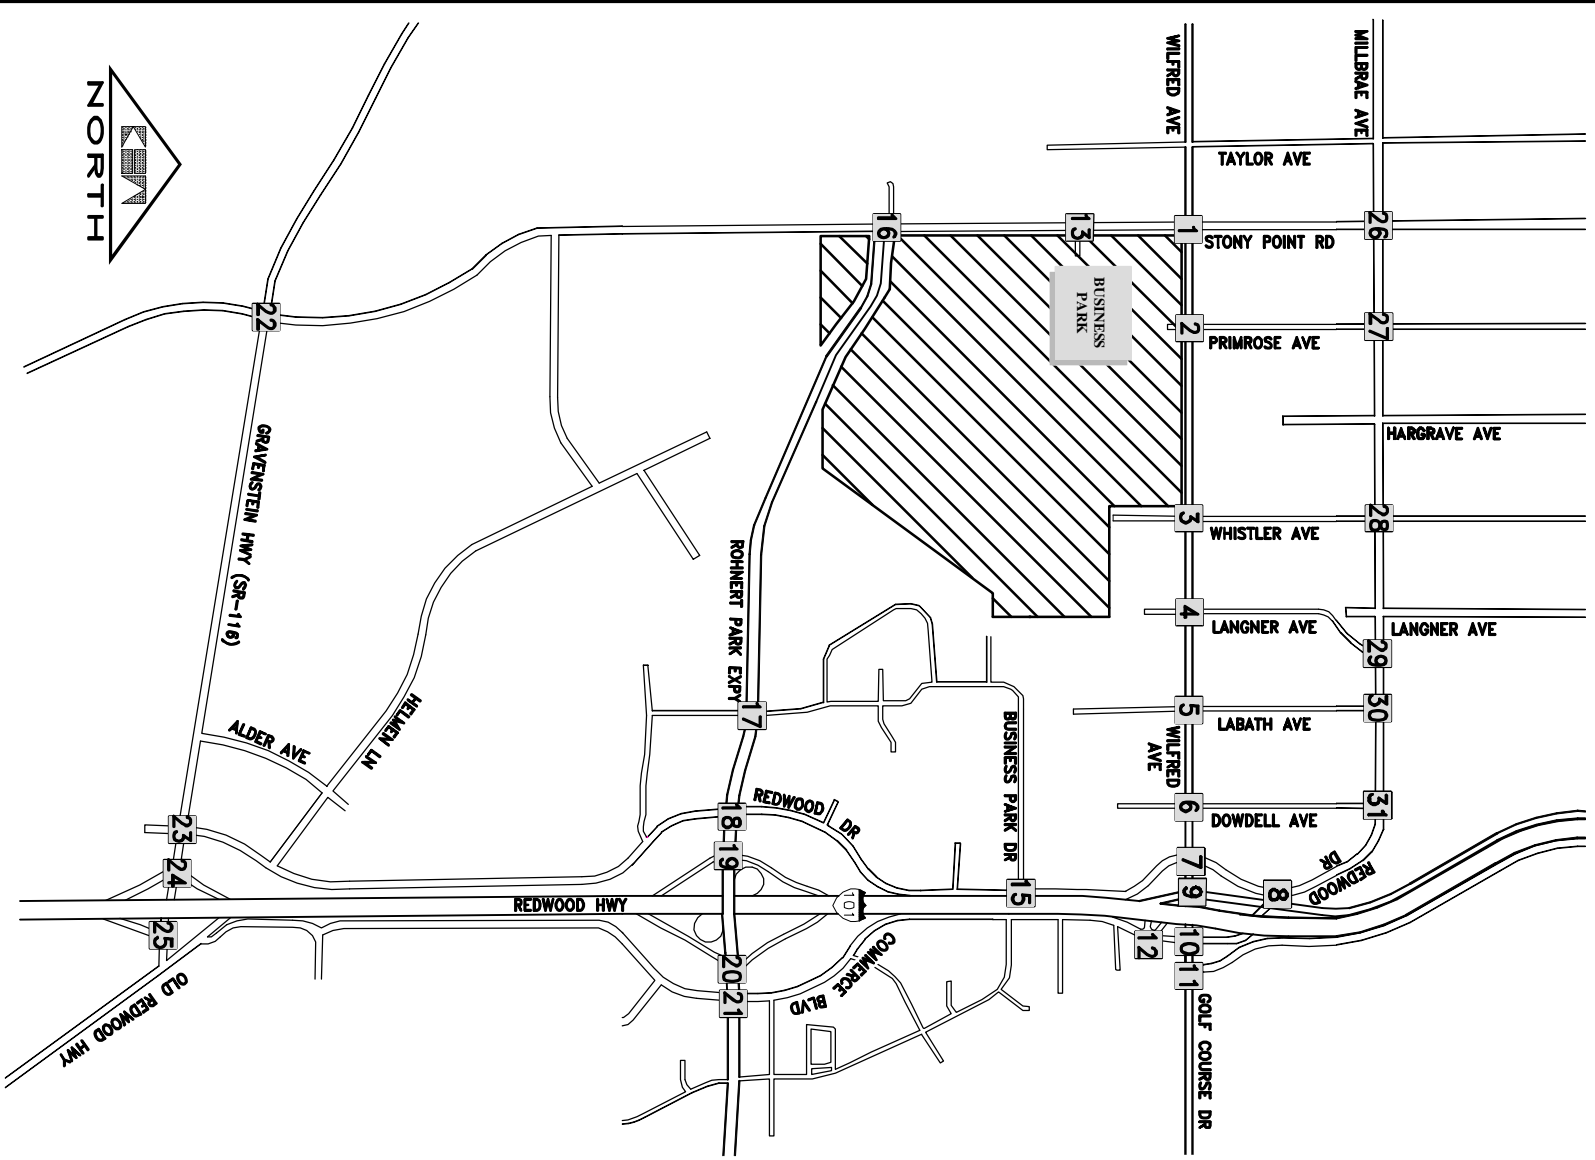 NORTH
KEA
WILFRED AVE
MILLBRAE AVE
TAYLOR AVE
16
13
1
26
STONY POINT RD
BUSINESS
PARK
22
2
27
PRIMROSE AVE
HARGRAVE AVE
GRAVENSTEIN HWY (SR-116)
3
28
WHISTLER AVE
ROHNERT PARK EXPY
4
LANGNER AVE
LANGNER AVE
29
HELMEN LN
ALDER AVE
17
BUSINESS PARK DR
5
30
LABATH AVE
WILFRED
AVE
REDWOOD DR
18
6
31
DOWDELL AVE
23
24
19
7
REDWOOD
DR
REDWOOD HWY
101
15
9
8
25
COMMERCE BLVD
12
10
20
11
21
OLD REDWOOD HWY
GOLF COURSE DR